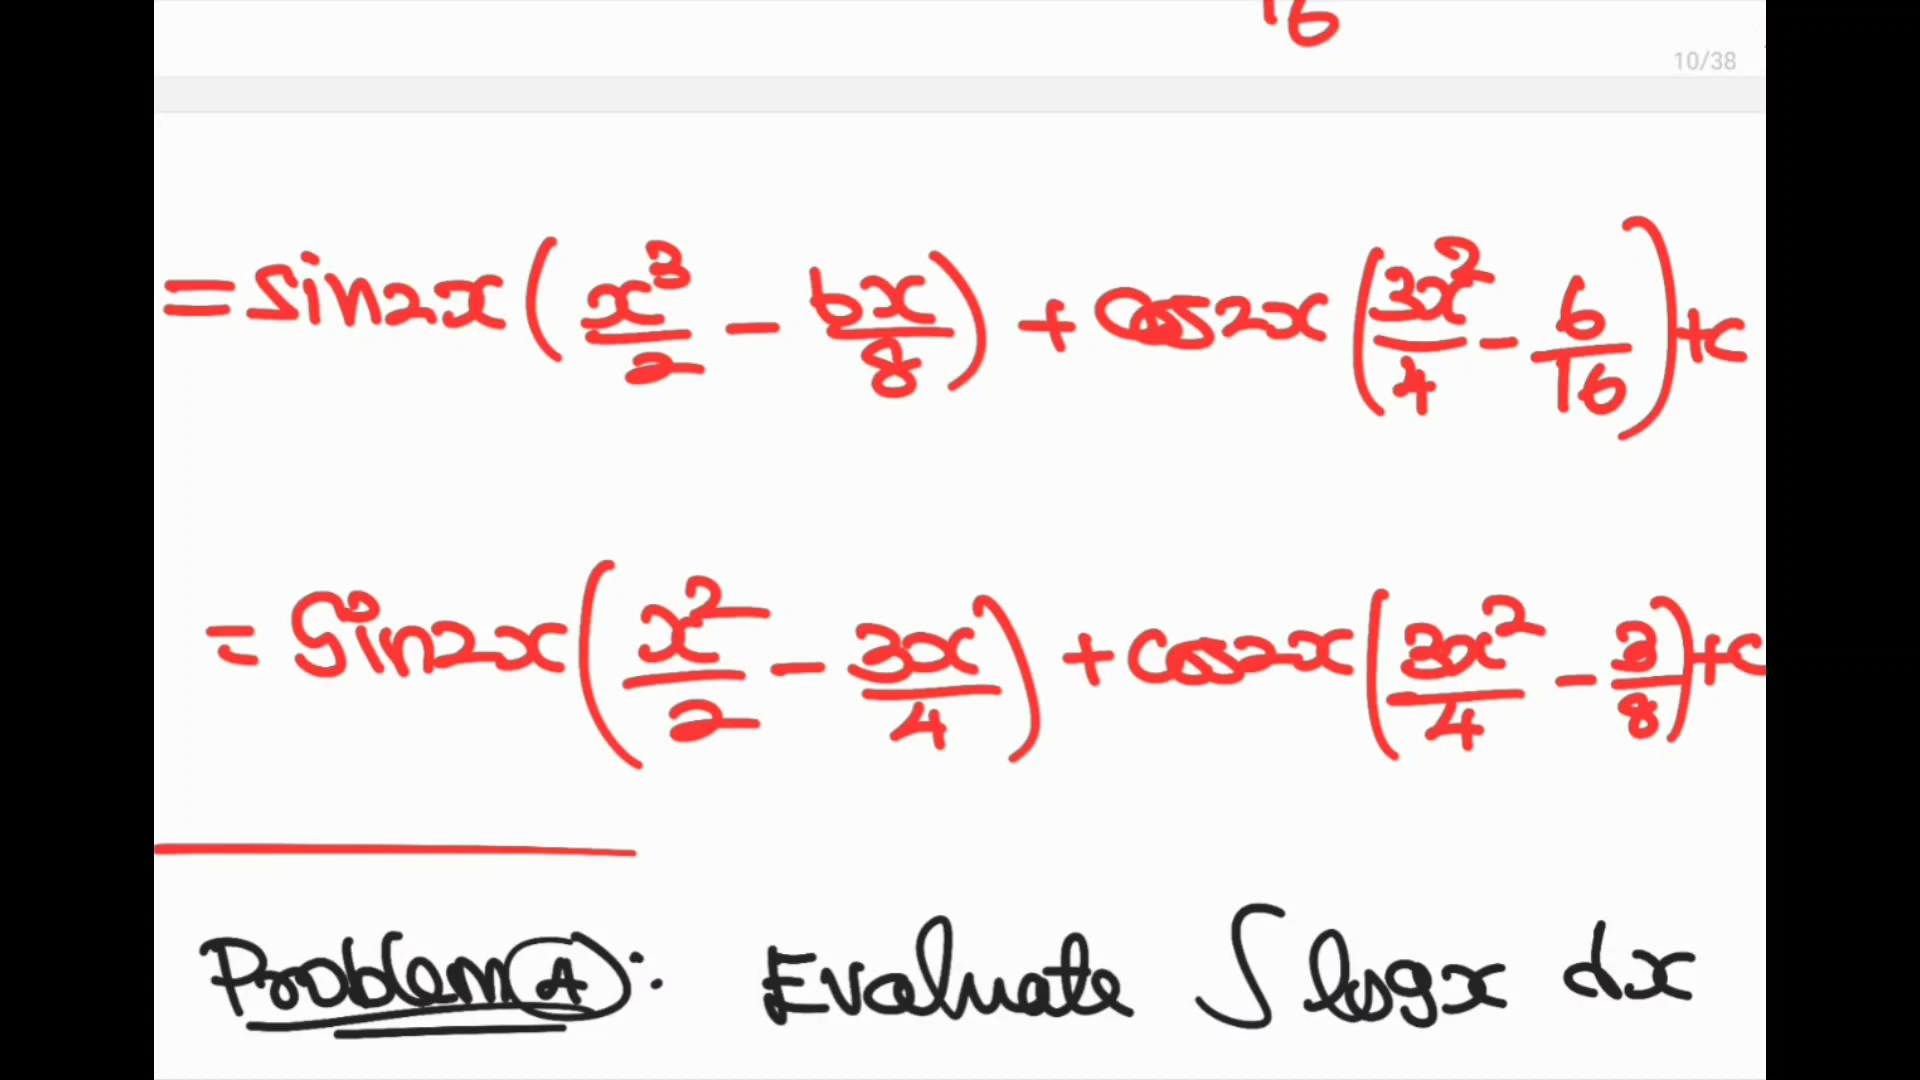 16
10/38
= sin2x (x³/2 - 6x/8) + cos2x (3x²/4 - 6/16) + c
= Sin2x (x²/2 - 3x/4) + cos2x (3x²/4 - 3/8) + c
Problem A: Evaluate ∫ logx dx